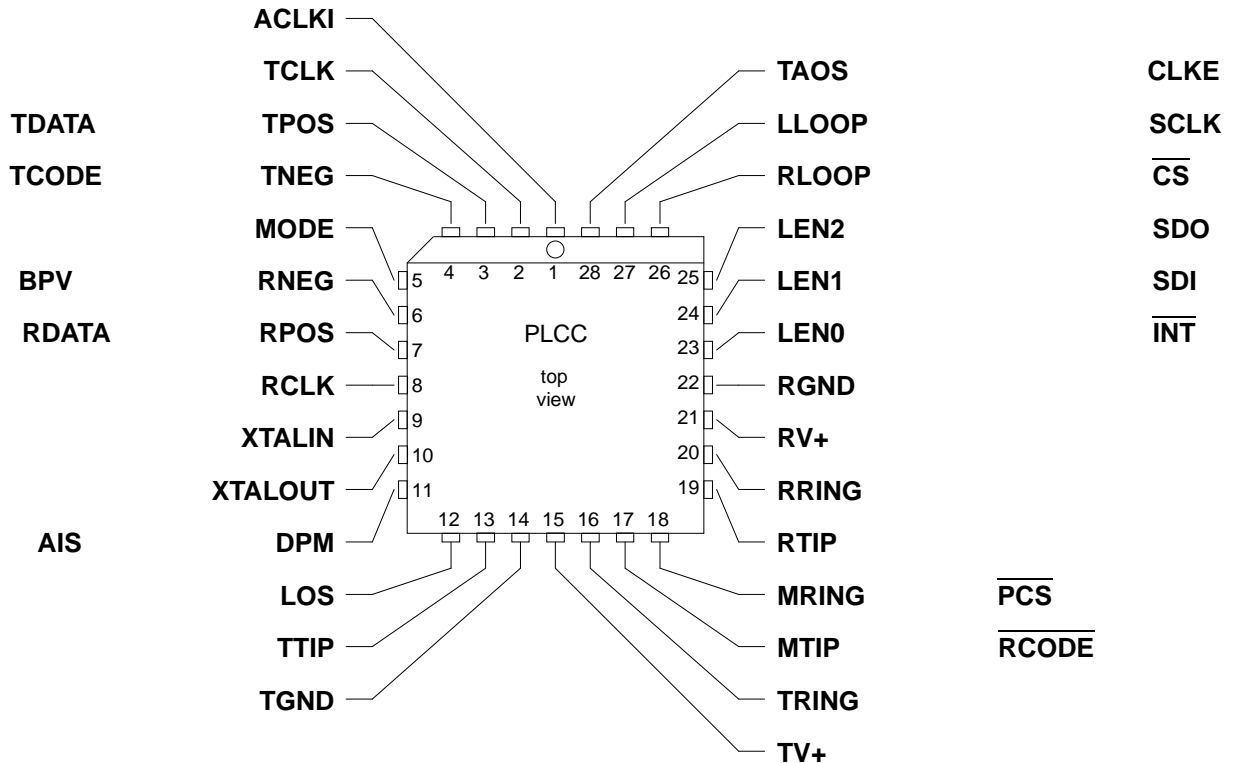 ACLKI
TCLK TAOS CLKE
TDATA TPOS LLOOP SCLK
TCODE TNEG RLOOP CS
MODE LEN2 SDO
4 3 2 1 28 27 26
BPV RNEG 5 25 LEN1 SDI
6 24
RDATA RPOS PLCC LEN0 INT
7 23
RCLK 8 top 22 RGND
view
9 21
XTALIN RV+
10 20
XTALOUT 11 19 RRING
12 13 14 15 16 17 18
AIS DPM RTIP
LOS MRING PCS
TTIP MTIP RCODE
TGND TRING
TV+